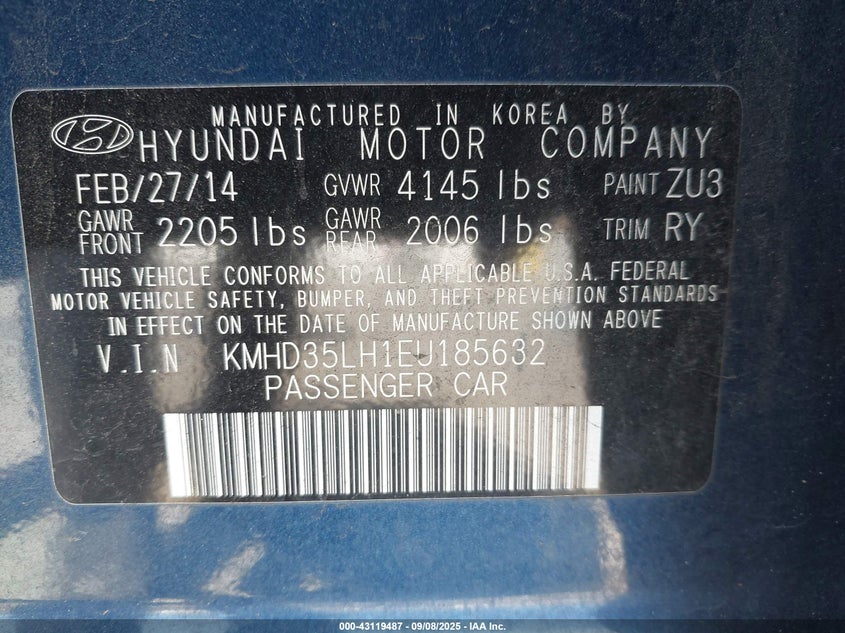 MANUFACTURED IN KOREA BY
HYUNDAI MOTOR COMPANY
FEB/27/14 GVWR 4145 lbs PAINT ZU3
GAWR FRONT 2205 lbs GAWR REAR 2006 lbs TRIM RY
THIS VEHICLE CONFORMS TO ALL APPLICABLE U.S.A. FEDERAL
MOTOR VEHICLE SAFETY, BUMPER, AND THEFT PREVENTION STANDARDS
IN EFFECT ON THE DATE OF MANUFACTURE SHOWN ABOVE
V.I.N KMHD35LH1EU185632
PASSENGER CAR
000-43119487 - 09/08/2025 - IAA Inc.